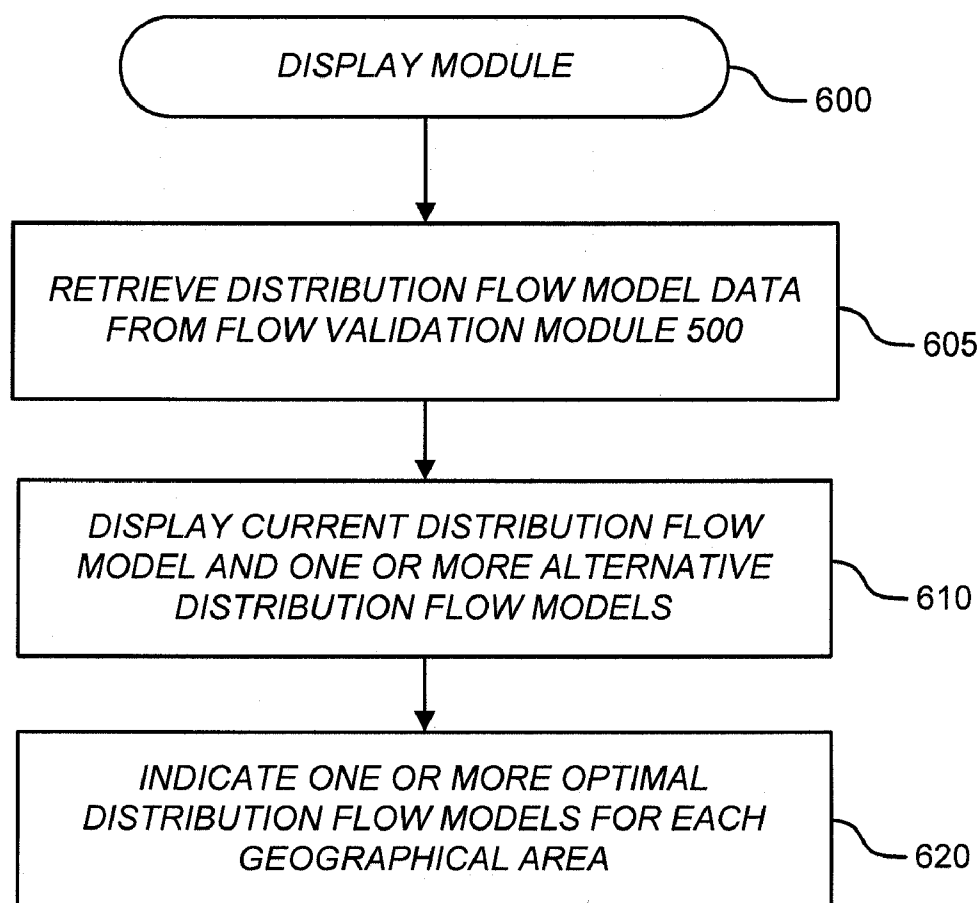 DISPLAY MODULE
600
RETRIEVE DISTRIBUTION FLOW MODEL DATA
FROM FLOW VALIDATION MODULE 500
605
DISPLAY CURRENT DISTRIBUTION FLOW
MODEL AND ONE OR MORE ALTERNATIVE
DISTRIBUTION FLOW MODELS
610
INDICATE ONE OR MORE OPTIMAL
DISTRIBUTION FLOW MODELS FOR EACH
GEOGRAPHICAL AREA
620